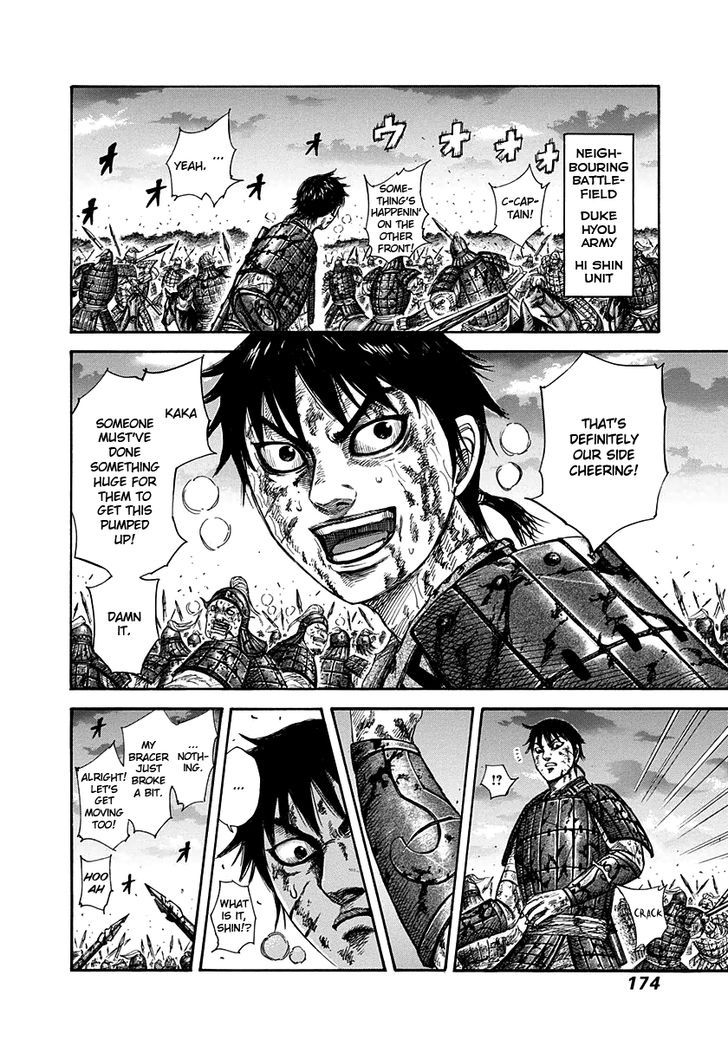 NEIGH-
BOURING
BATTLE-
FIELD
DUKE
HYOU
ARMY
HI SHIN
UNIT
C-CAP-
TAIN!
SOME-
THING'S
HAPPENIN'
ON THE
OTHER
FRONT!
...
YEAH.
ウオオオ
オオオ
THAT'S
DEFINITELY
OUR SIDE
CHEERING!
KAKA
SOMEONE
MUST'VE
DONE
SOMETHING
HUGE FOR
THEM TO
GET THIS
PUMPED
UP!
DAMN
IT.
!?
CRACK
...
WHAT
IS IT,
SHIN!?
...
NOTH-
ING.
MY
BRACER
JUST
BROKE
A BIT.
ALRIGHT!
LET'S
GET
MOVING
TOO!
HOO
AH
オ
オ
174